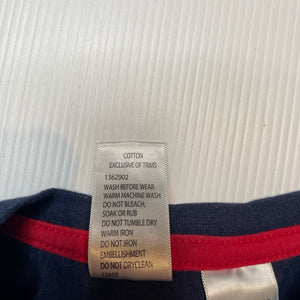 COTTON
EXCLUSIVE OF TRIMS
1362902
WASH BEFORE WEAR
WARM MACHINE WASH
DO NOT BLEACH,
SOAK OR RUB
DO NOT TUMBLE DRY
WARM IRON
DO NOT IRON
EMBELLISHMENT
DO NOT DRYCLEAN